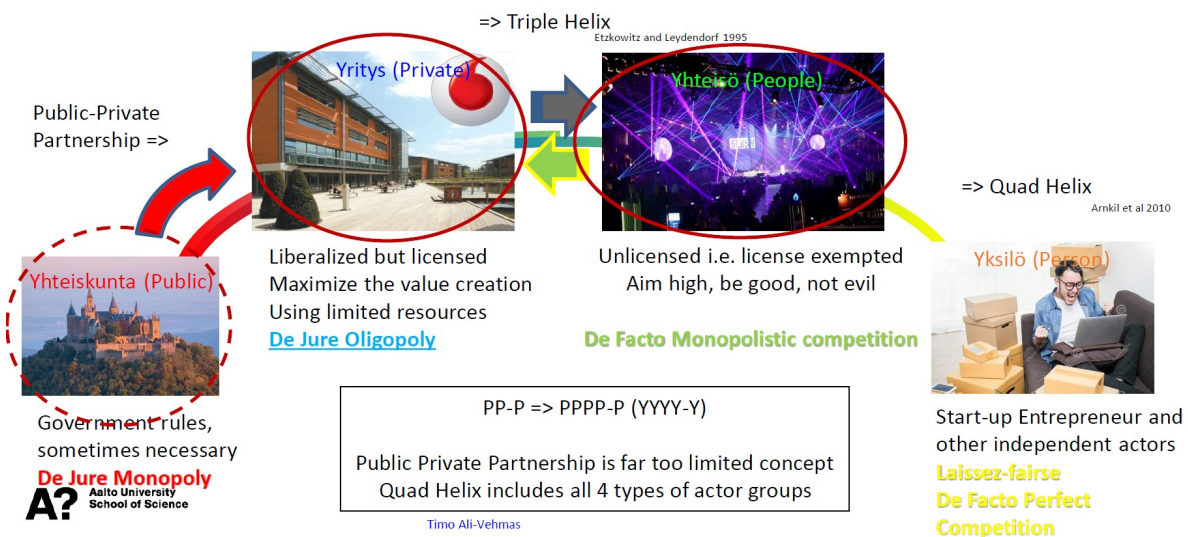 => Triple Helix
Etzkowitz and Leydendorf 1995
Public-Private
Partnership =>
Yritys (Private)
Yhteisö (People)
=> Quad Helix
Arnkil et al 2010
Yhteiskunta (Public)
Liberalized but licensed
Maximize the value creation
Using limited resources
De Jure Oligopoly
Unlicensed i.e. license exempted
Aim high, be good, not evil
De Facto Monopolistic competition
Yksilö (Person)
Government rules,
sometimes necessary
De Jure Monopoly
A?
Aalto University
School of Science
PP-P => PPPP-P (YYYY-Y)
Public Private Partnership is far too limited concept
Quad Helix includes all 4 types of actor groups
Timo Ali-Vehmas
Start-up Entrepreneur and
other independent actors
Laissez-fairse
De Facto Perfect
Competition